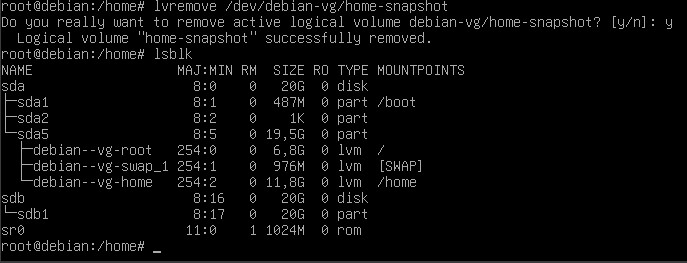 root@debian:/home# lvremove /dev/debian-vg/home-snapshot
Do you really want to remove active logical volume debian-vg/home-snapshot? [y/n]: y
  Logical volume "home-snapshot" successfully removed.
root@debian:/home# lsblk
NAME                  MAJ:MIN RM  SIZE RO TYPE MOUNTPOINTS
sda                     8:0    0   20G  0 disk
├─sda1                  8:1    0  487M  0 part /boot
├─sda2                  8:2    0    1K  0 part
└─sda5                  8:5    0 19,5G  0 part
  ├─debian--vg-root   254:0    0  6,8G  0 lvm  /
  ├─debian--vg-swap_1 254:1    0  976M  0 lvm  [SWAP]
  └─debian--vg-home   254:2    0 11,8G  0 lvm  /home
sdb                     8:16   0   20G  0 disk
└─sdb1                  8:17   0   20G  0 part
sr0                    11:0    1 1024M  0 rom
root@debian:/home# _